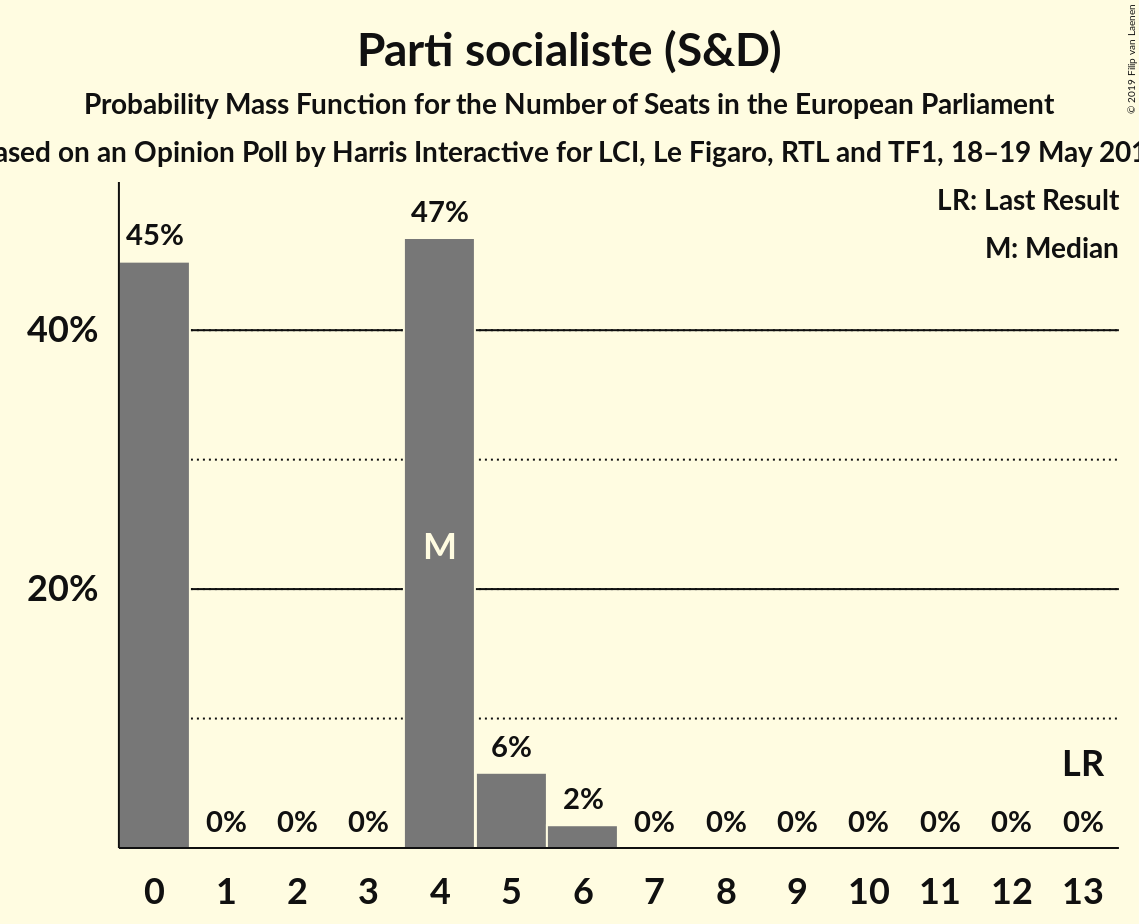 Parti socialiste (S&D)
Probability Mass Function for the Number of Seats in the European Parliament
ased on an Opinion Poll by Harris Interactive for LCI, Le Figaro, RTL and TF1, 18–19 May 201
© 2019 Filip van Laenen
LR: Last Result
M: Median
45%
47%
40%
M
20%
6%
LR
2%
0% 0% 0% 0% 0% 0% 0% 0% 0% 0%
0 1 2 3 4 5 6 7 8 9 10 11 12 13